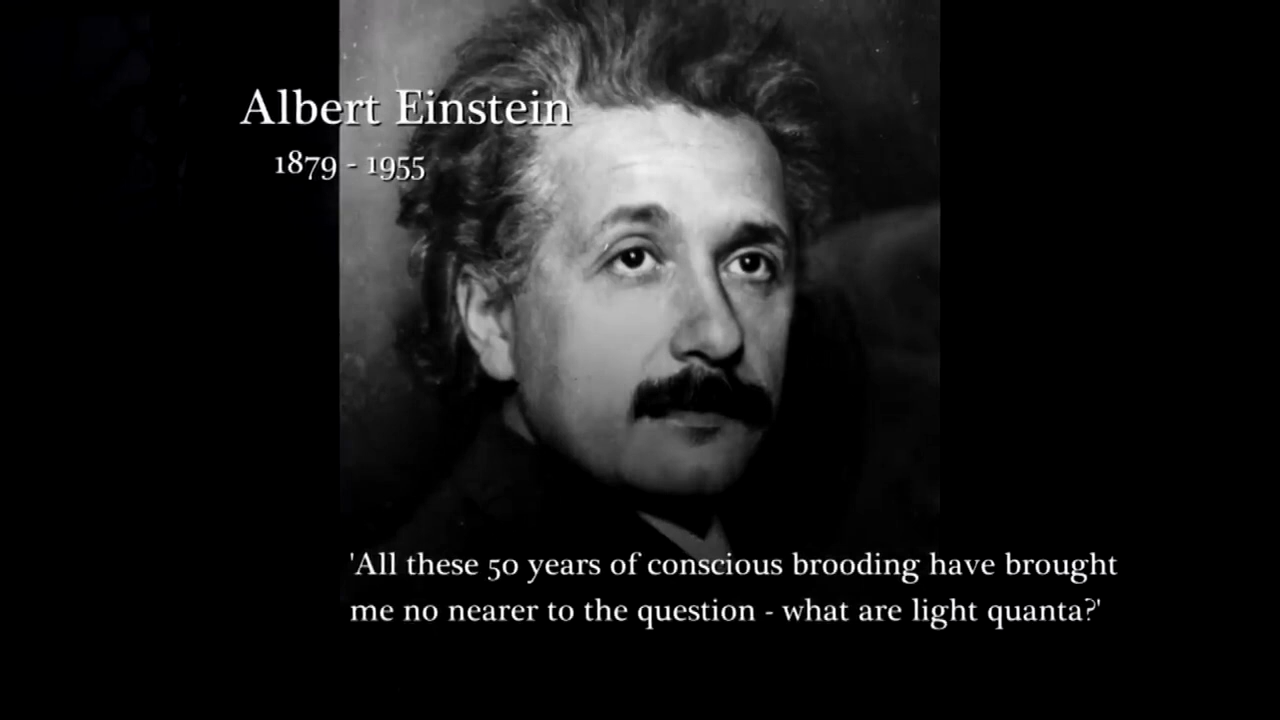 Albert Einstein
1879 - 1955
'All these 50 years of conscious brooding have brought
me no nearer to the question - what are light quanta?'